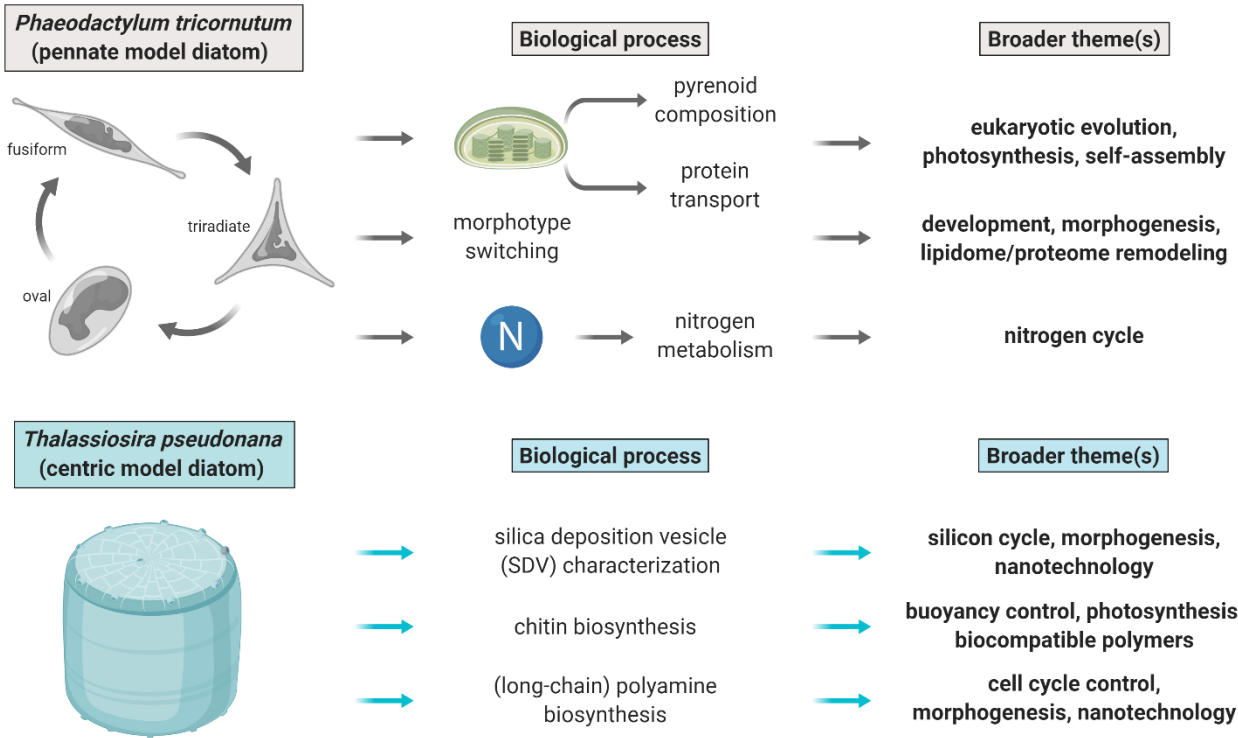 Phaeodactylum tricornutum
(pennate model diatom)
Biological process
Broader theme(s)
fusiform
triradiate
oval
pyrenoid
composition
protein
transport
eukaryotic evolution,
photosynthesis, self-assembly
morphotype
switching
development, morphogenesis,
lipidome/proteome remodeling
N
nitrogen
metabolism
nitrogen cycle
Thalassiosira pseudonana
(centric model diatom)
Biological process
Broader theme(s)
silica deposition vesicle
(SDV) characterization
silicon cycle, morphogenesis,
nanotechnology
chitin biosynthesis
buoyancy control, photosynthesis
biocompatible polymers
(long-chain) polyamine
biosynthesis
cell cycle control,
morphogenesis, nanotechnology